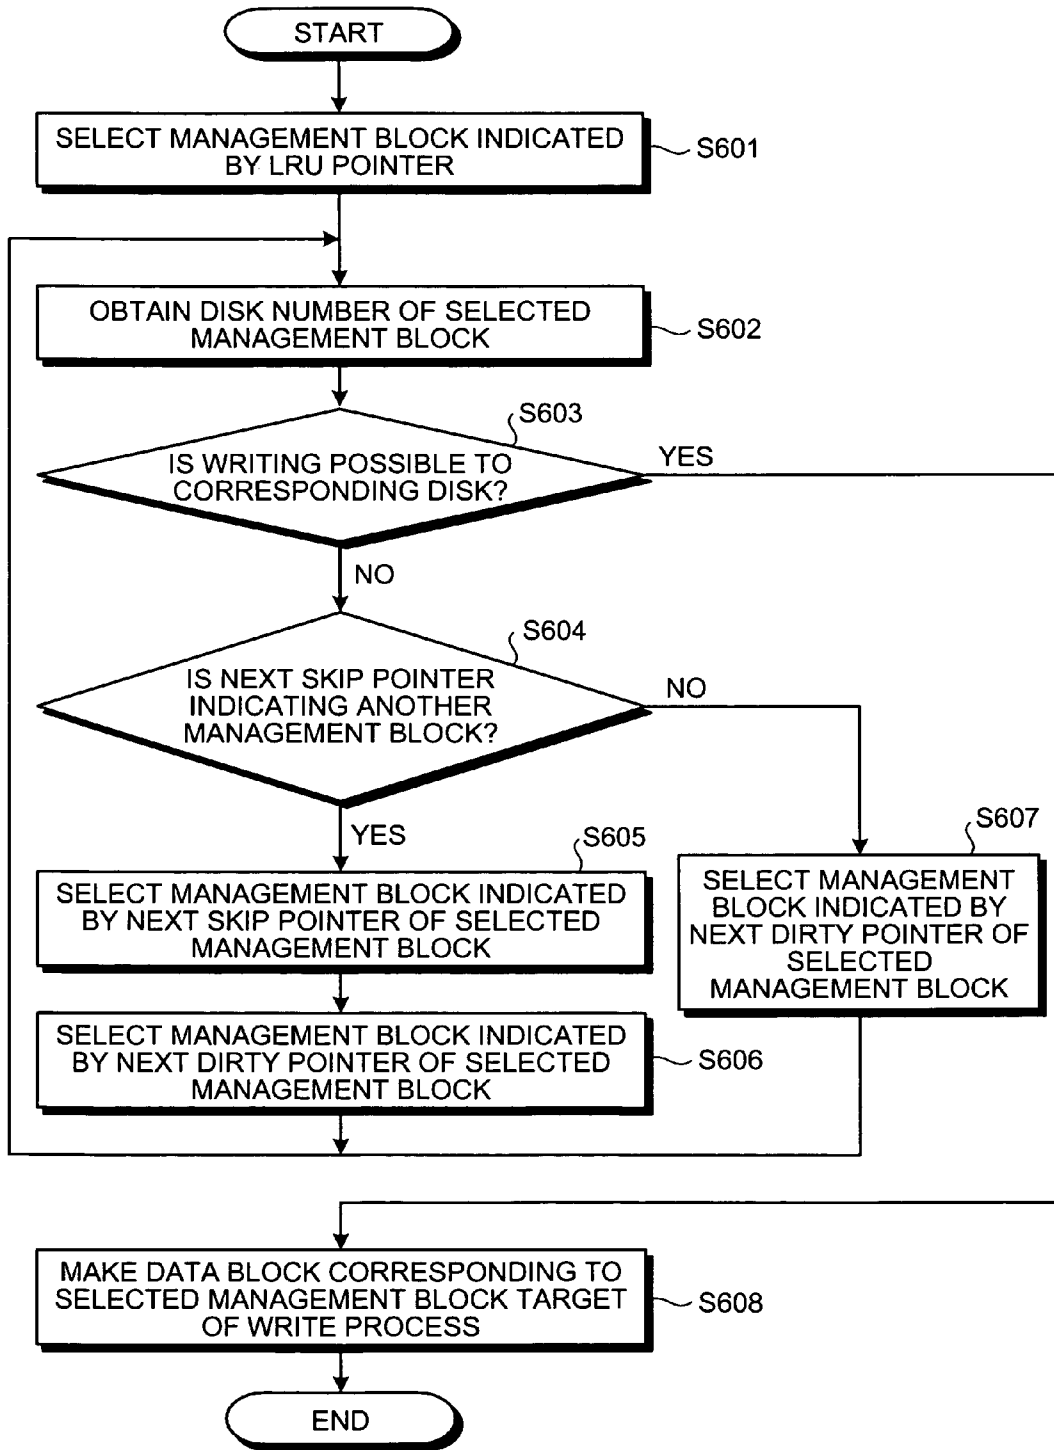 START
SELECT MANAGEMENT BLOCK INDICATED
BY LRU POINTER
S601
OBTAIN DISK NUMBER OF SELECTED
MANAGEMENT BLOCK
S602
S603
IS WRITING POSSIBLE TO
CORRESPONDING DISK?
YES
NO
S604
IS NEXT SKIP POINTER
INDICATING ANOTHER
MANAGEMENT BLOCK?
NO
YES
S605
SELECT MANAGEMENT BLOCK INDICATED
BY NEXT SKIP POINTER OF SELECTED
MANAGEMENT BLOCK
S607
SELECT MANAGEMENT
BLOCK INDICATED BY
NEXT DIRTY POINTER OF
SELECTED
MANAGEMENT BLOCK
SELECT MANAGEMENT BLOCK INDICATED
BY NEXT DIRTY POINTER OF SELECTED
MANAGEMENT BLOCK
S606
MAKE DATA BLOCK CORRESPONDING TO
SELECTED MANAGEMENT BLOCK TARGET
OF WRITE PROCESS
S608
END